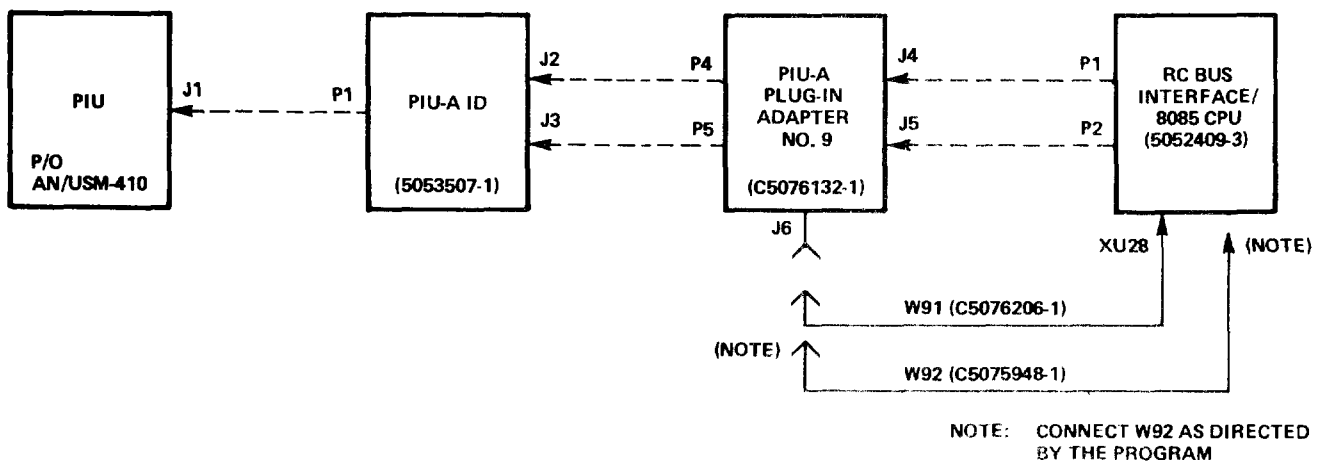 PIU
P/O
AN/USM-410
J1
P1
PIU-A ID
(5053507-1)
J2
J3
P4
P5
PIU-A
PLUG-IN
ADAPTER
NO. 9
(C5076132-1)
J6
J4
J5
P1
P2
RC BUS
INTERFACE/
8085 CPU
(5052409-3)
XU28
(NOTE)
W91 (C5076206-1)
(NOTE)
W92 (C5075948-1)
NOTE: CONNECT W92 AS DIRECTED
BY THE PROGRAM